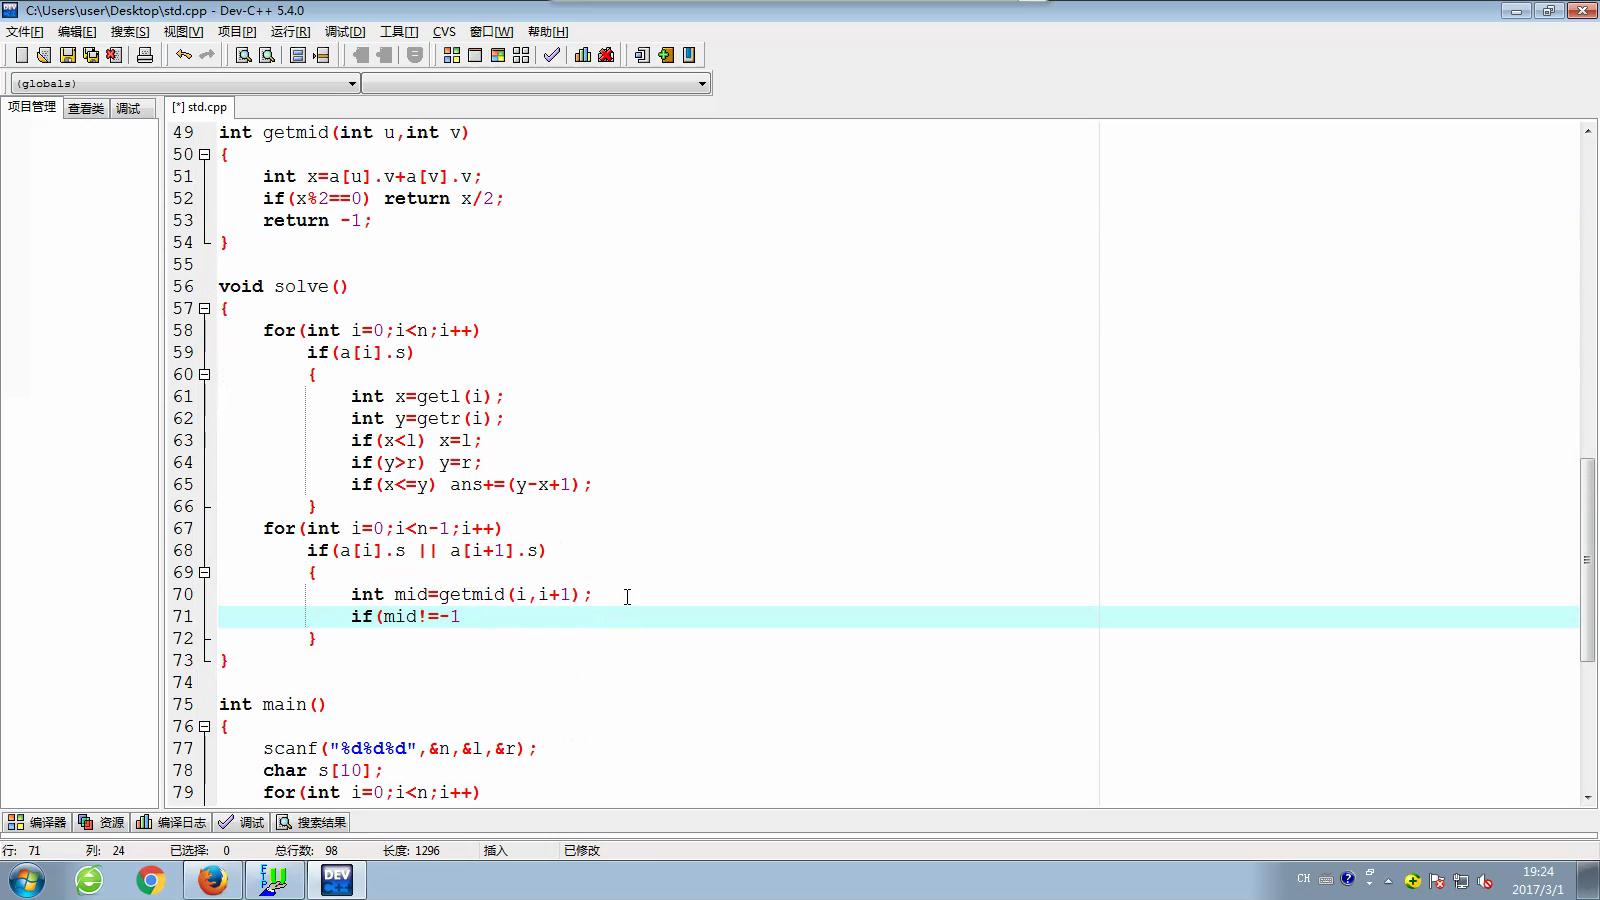 C:\Users\user\Desktop\std.cpp - Dev-C++ 5.4.0
文件[F] 编辑[E] 搜索[S] 视图[V] 项目[P] 运行[R] 调试[D] 工具[T] CVS 窗口[W] 帮助[H]
(globals)
项目管理 查看类 调试 [*] std.cpp
49 int getmid(int u,int v)
50 {
51 int x=a[u].v+a[v].v;
52 if(x%2==0) return x/2;
53 return -1;
54 }
55
56 void solve()
57 {
58 for(int i=0;i<n;i++)
59 if(a[i].s)
60 {
61 int x=getl(i);
62 int y=getr(i);
63 if(x<l) x=l;
64 if(y>r) y=r;
65 if(x<=y) ans+=(y-x+1);
66 }
67 for(int i=0;i<n-1;i++)
68 if(a[i].s || a[i+1].s)
69 {
70 int mid=getmid(i,i+1);
71 if(mid!=-1
72 }
73 }
74
75 int main()
76 {
77 scanf("%d%d%d",&n,&l,&r);
78 char s[10];
79 for(int i=0;i<n;i++)
编译器 资源 编译日志 调试 搜索结果
行: 71 列: 24 已选择: 0 总行数: 98 长度: 1296 插入 已修改
DEV C++
CH 19:24
2017/3/1